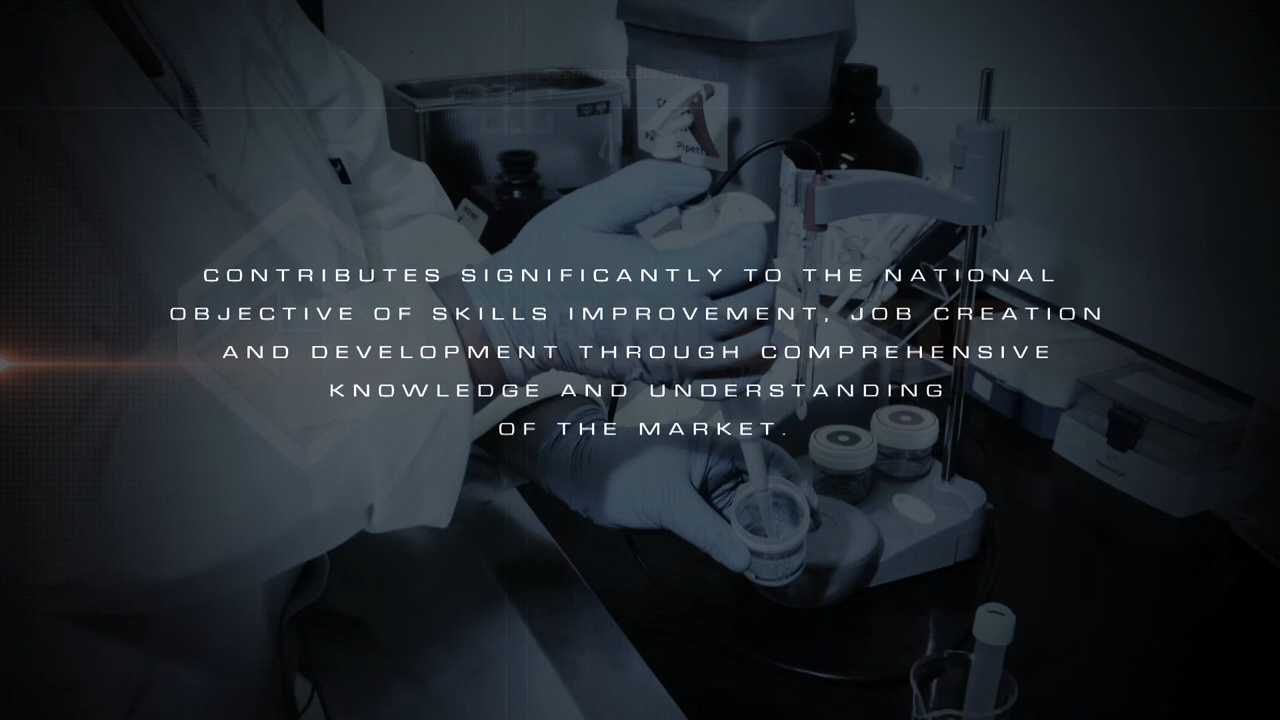 CONTRIBUTES SIGNIFICANTLY TO THE NATIONAL
OBJECTIVE OF SKILLS IMPROVEMENT, JOB CREATION
AND DEVELOPMENT THROUGH COMPREHENSIVE
KNOWLEDGE AND UNDERSTANDING
OF THE MARKET.